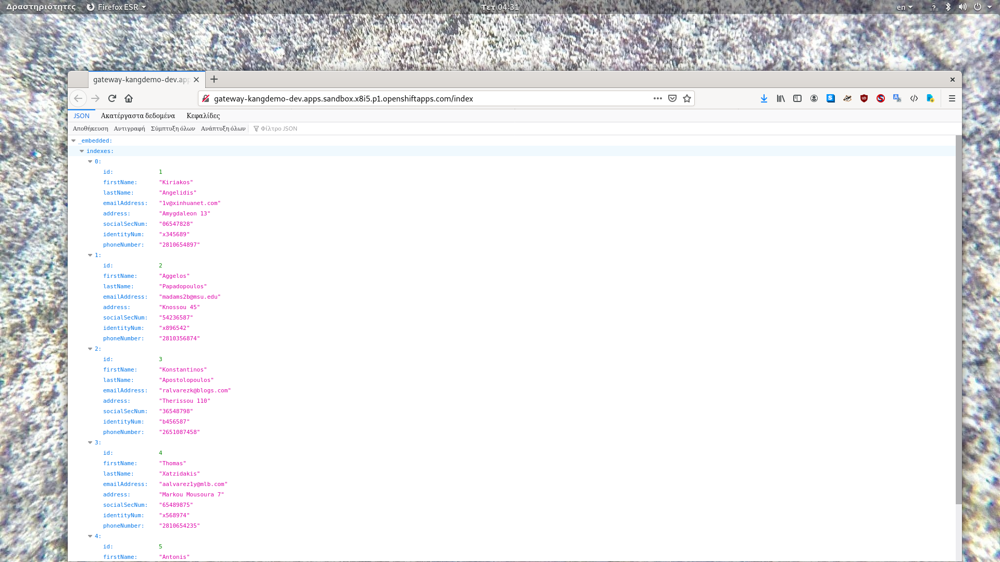 Δραστηριότητες Firefox ESR Τετ 04:31 en
gateway-kangdemo-dev.app
gateway-kangdemo-dev.apps.sandbox.x8i5.p1.openshiftapps.com/index
JSON Ακατέργαστα δεδομένα Κεφαλίδες
Αποθήκευση Αντιγραφή Σύμπτυξη όλων Ανάπτυξη όλων Φίλτρο JSON
_embedded:
indexes:
0:
id: 1
firstName: "Kiriakos"
lastName: "Angelidis"
emailAddress: "1v@xinhuanet.com"
address: "Amygdaleon 13"
socialSecNum: "06547828"
identityNum: "x345689"
phoneNumber: "2810654897"
1:
id: 2
firstName: "Aggelos"
lastName: "Papadopoulos"
emailAddress: "madams2b@msu.edu"
address: "Knossou 45"
socialSecNum: "54236587"
identityNum: "x896542"
phoneNumber: "2810356874"
2:
id: 3
firstName: "Konstantinos"
lastName: "Apostolopoulos"
emailAddress: "ralvarezk@blogs.com"
address: "Therissou 110"
socialSecNum: "36548798"
identityNum: "b456587"
phoneNumber: "2651087458"
3:
id: 4
firstName: "Thomas"
lastName: "Xatzidakis"
emailAddress: "aalvarez1y@mlb.com"
address: "Markou Mousoura 7"
socialSecNum: "65489875"
identityNum: "x568974"
phoneNumber: "2810654235"
4:
id: 5
firstName: "Antonis"